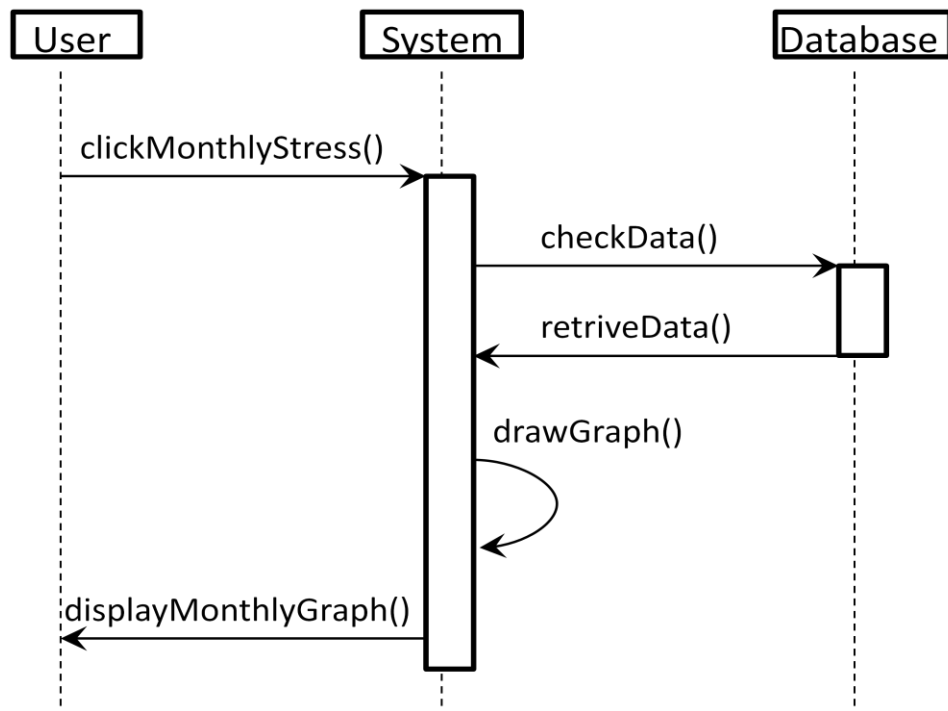 User
System
Database
clickMonthlyStress()
checkData()
retriveData()
drawGraph()
displayMonthlyGraph()